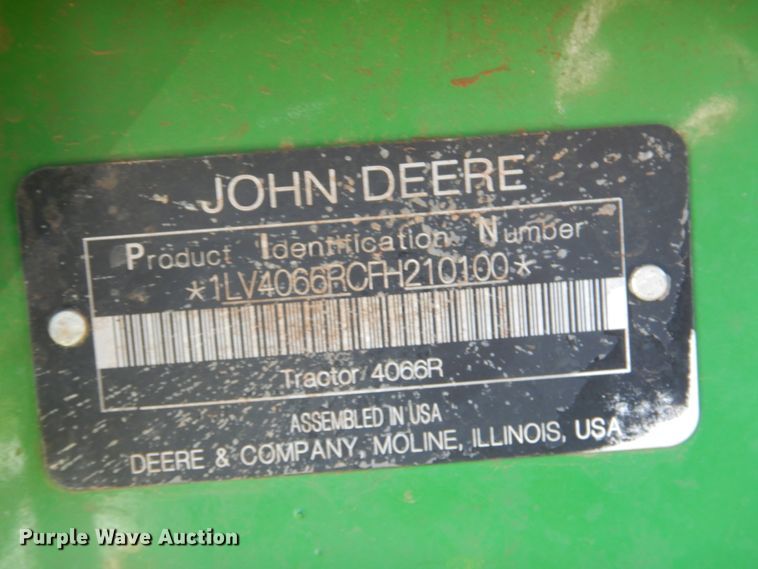 JOHN DEERE
Product Identification Number
*1LV4066RCFH210100*
Tractor 4066R
ASSEMBLED IN USA
DEERE & COMPANY, MOLINE, ILLINOIS, USA
Purple Wave Auction